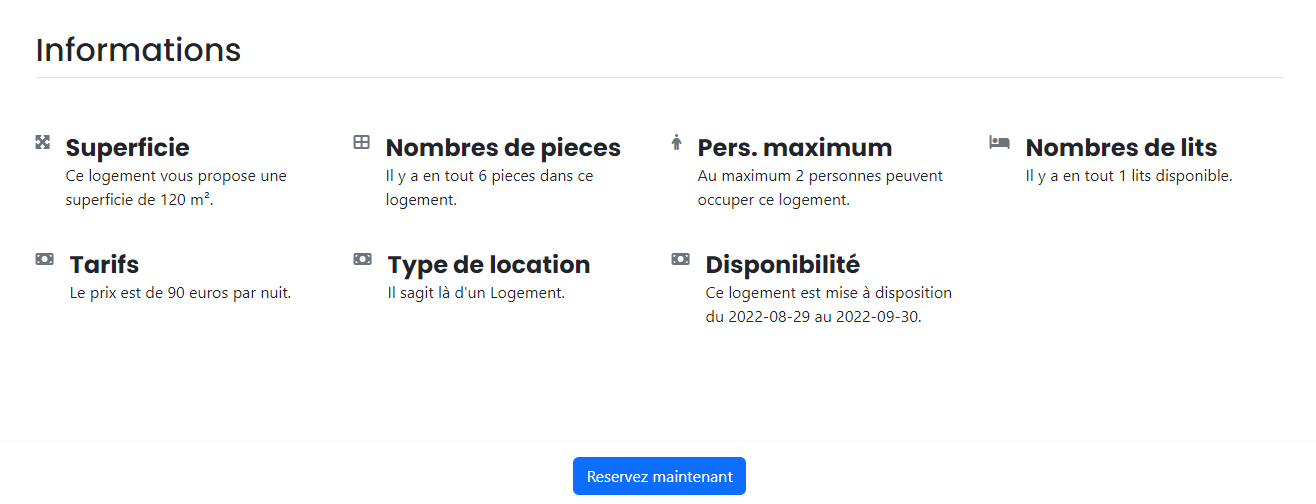 Informations
Superficie
Ce logement vous propose une
superficie de 120 m².
Nombres de pieces
Il y a en tout 6 pieces dans ce
logement.
Pers. maximum
Au maximum 2 personnes peuvent
occuper ce logement.
Nombres de lits
Il y a en tout 1 lits disponible.
Tarifs
Le prix est de 90 euros par nuit.
Type de location
Il sagit là d'un Logement.
Disponibilité
Ce logement est mise à disposition
du 2022-08-29 au 2022-09-30.
Reservez maintenant